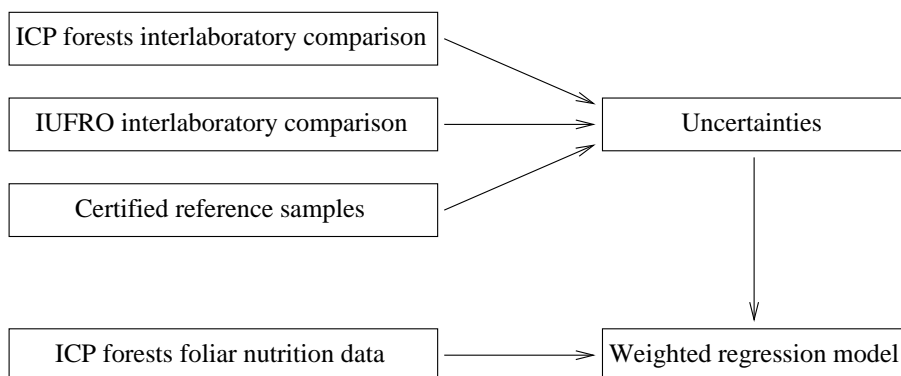 ICP forests interlaboratory comparison
IUFRO interlaboratory comparison
Uncertainties
Certified reference samples
ICP forests foliar nutrition data
Weighted regression model